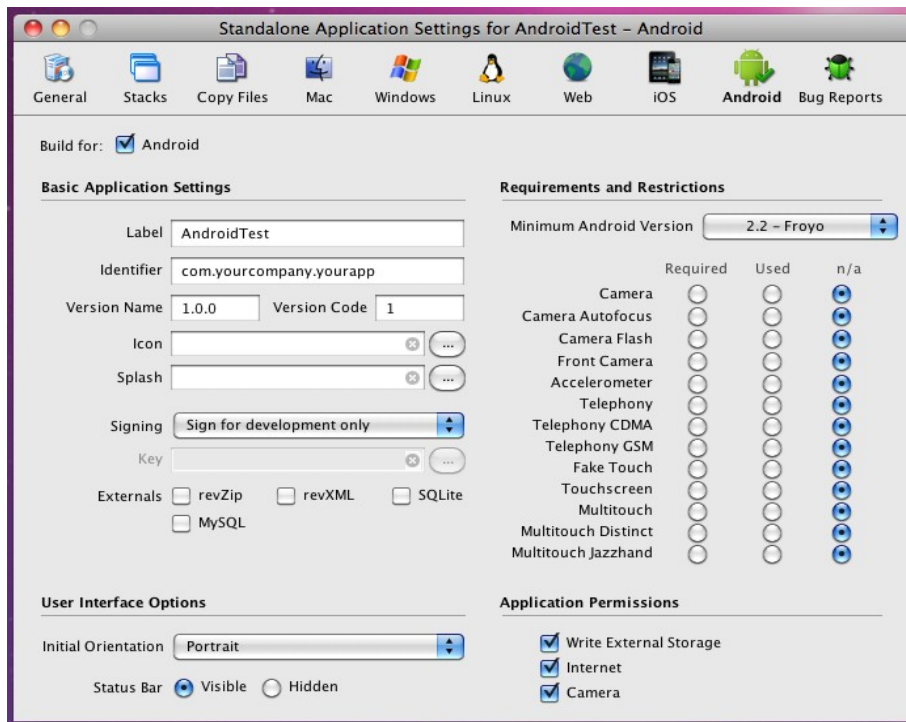 Standalone Application Settings for AndroidTest – Android
General Stacks Copy Files Mac Windows Linux Web iOS Android Bug Reports
Build for: Android
Basic Application Settings
Label AndroidTest
Identifier com.yourcompany.yourapp
Version Name 1.0.0 Version Code 1
Icon ...
Splash ...
Signing Sign for development only
Key ...
Externals revZip revXML SQLite
MySQL
User Interface Options
Initial Orientation Portrait
Status Bar Visible Hidden
Requirements and Restrictions
Minimum Android Version 2.2 – Froyo
Required Used n/a
Camera
Camera Autofocus
Camera Flash
Front Camera
Accelerometer
Telephony
Telephony CDMA
Telephony GSM
Fake Touch
Touchscreen
Multitouch
Multitouch Distinct
Multitouch Jazzhand
Application Permissions
Write External Storage
Internet
Camera